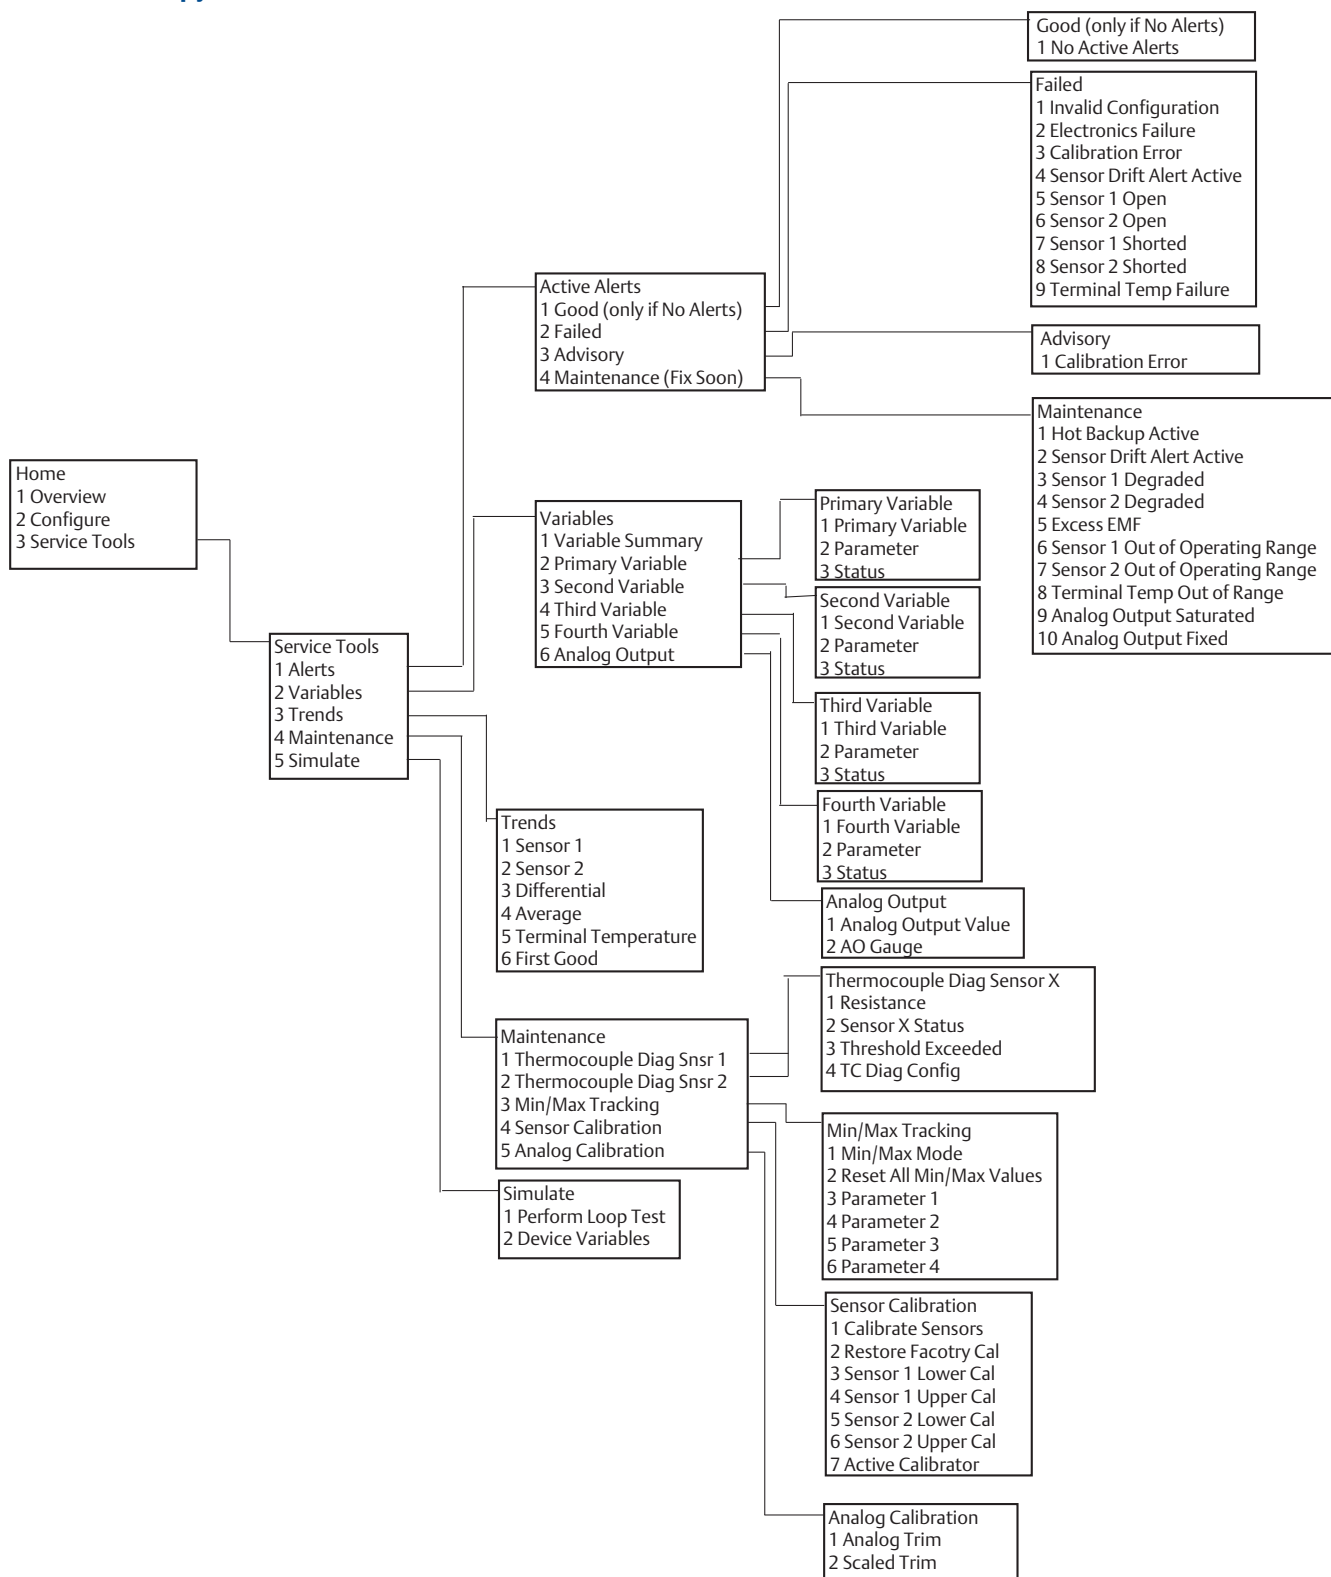 Home
1 Overview
2 Configure
3 Service Tools
Service Tools
1 Alerts
2 Variables
3 Trends
4 Maintenance
5 Simulate
Active Alerts
1 Good (only if No Alerts)
2 Failed
3 Advisory
4 Maintenance (Fix Soon)
Good (only if No Alerts)
1 No Active Alerts
Failed
1 Invalid Configuration
2 Electronics Failure
3 Calibration Error
4 Sensor Drift Alert Active
5 Sensor 1 Open
6 Sensor 2 Open
7 Sensor 1 Shorted
8 Sensor 2 Shorted
9 Terminal Temp Failure
Advisory
1 Calibration Error
Maintenance
1 Hot Backup Active
2 Sensor Drift Alert Active
3 Sensor 1 Degraded
4 Sensor 2 Degraded
5 Excess EMF
6 Sensor 1 Out of Operating Range
7 Sensor 2 Out of Operating Range
8 Terminal Temp Out of Range
9 Analog Output Saturated
10 Analog Output Fixed
Variables
1 Variable Summary
2 Primary Variable
3 Second Variable
4 Third Variable
5 Fourth Variable
6 Analog Output
Primary Variable
1 Primary Variable
2 Parameter
3 Status
Second Variable
1 Second Variable
2 Parameter
3 Status
Third Variable
1 Third Variable
2 Parameter
3 Status
Fourth Variable
1 Fourth Variable
2 Parameter
3 Status
Analog Output
1 Analog Output Value
2 AO Gauge
Trends
1 Sensor 1
2 Sensor 2
3 Differential
4 Average
5 Terminal Temperature
6 First Good
Maintenance
1 Thermocouple Diag Snsr 1
2 Thermocouple Diag Snsr 2
3 Min/Max Tracking
4 Sensor Calibration
5 Analog Calibration
Thermocouple Diag Sensor X
1 Resistance
2 Sensor X Status
3 Threshold Exceeded
4 TC Diag Config
Min/Max Tracking
1 Min/Max Mode
2 Reset All Min/Max Values
3 Parameter 1
4 Parameter 2
5 Parameter 3
6 Parameter 4
Sensor Calibration
1 Calibrate Sensors
2 Restore Facotry Cal
3 Sensor 1 Lower Cal
4 Sensor 1 Upper Cal
5 Sensor 2 Lower Cal
6 Sensor 2 Upper Cal
7 Active Calibrator
Analog Calibration
1 Analog Trim
2 Scaled Trim
Simulate
1 Perform Loop Test
2 Device Variables